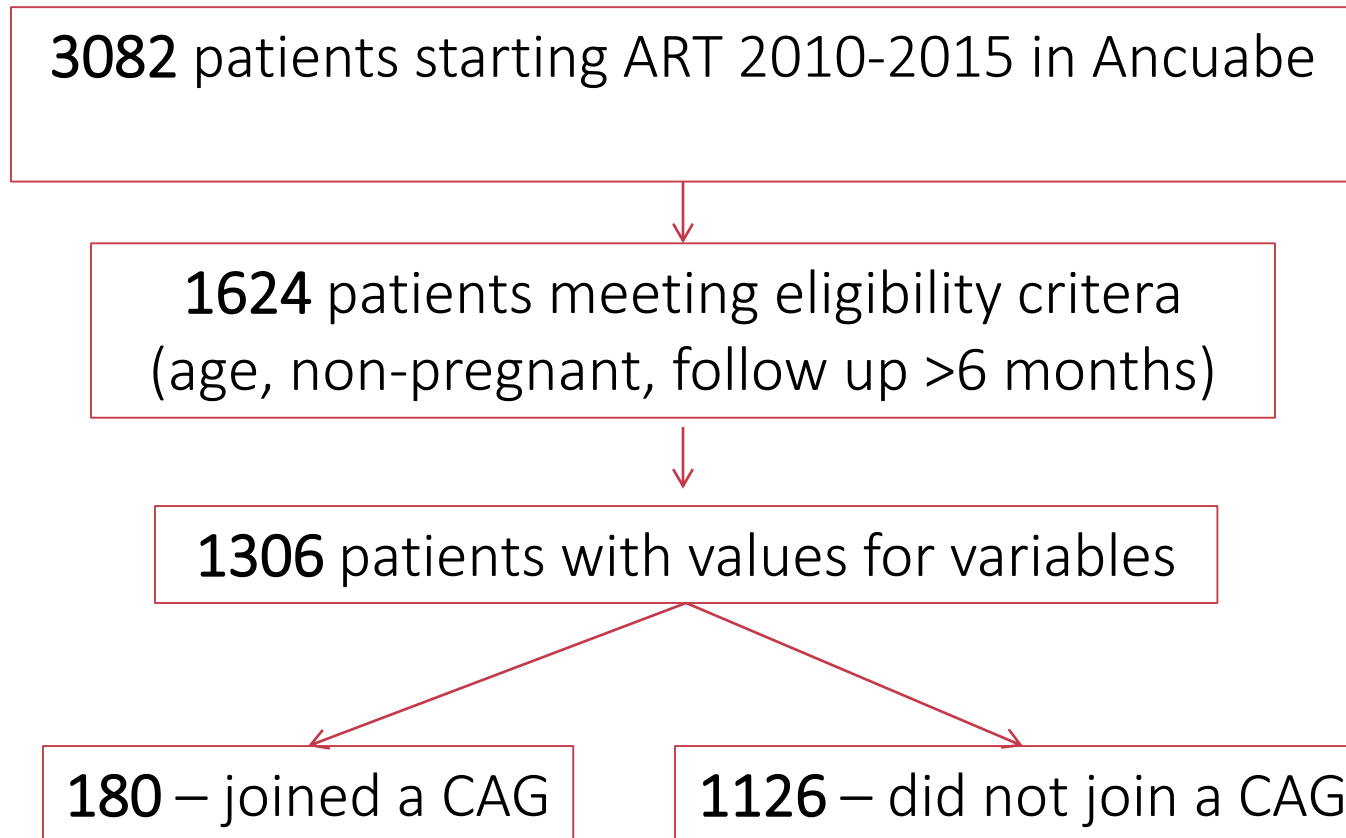 3082 patients starting ART 2010-2015 in Ancuabe
1624 patients meeting eligibility critera
(age, non-pregnant, follow up >6 months)
1306 patients with values for variables
180 – joined a CAG
1126 – did not join a CAG